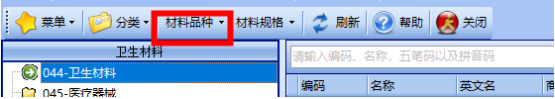 菜单 分类 材料品种 材料规格 刷新 帮助 关闭
卫生材料
请输入编码、名称，五笔码以及拼音码
044-卫生材料
编码 名称 英文名
045-医疗器械